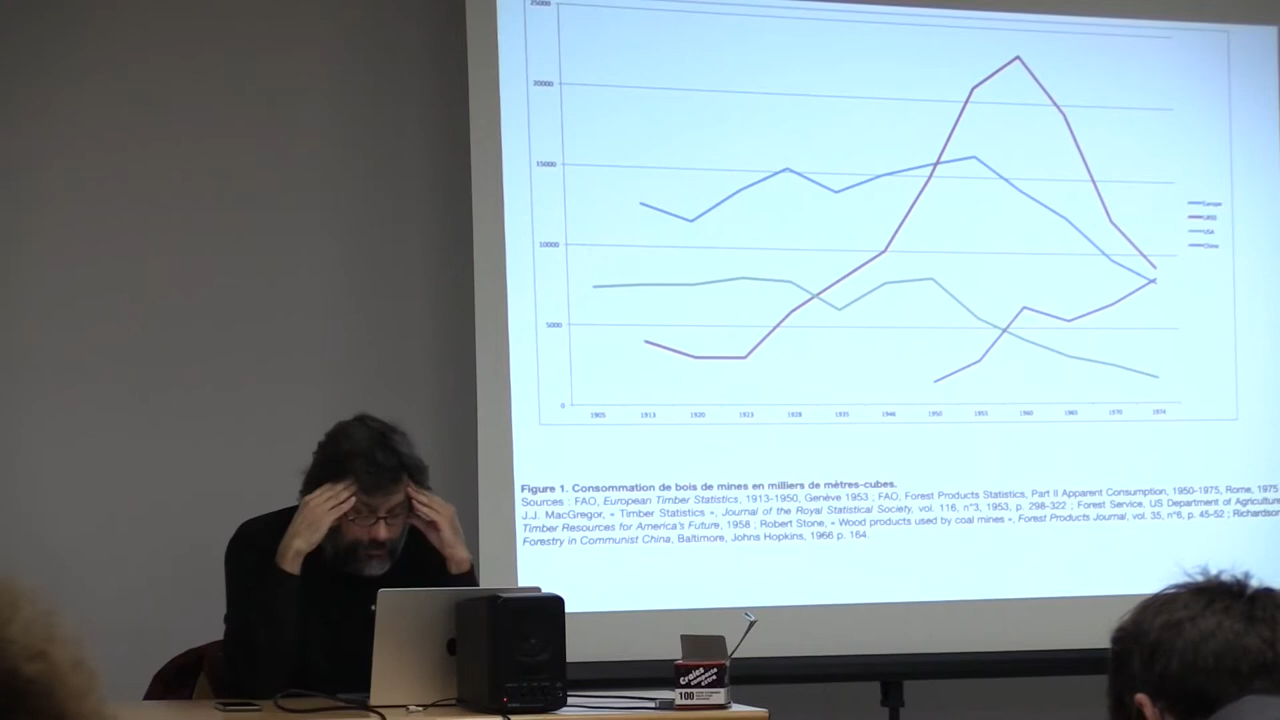 25000
20000
15000
10000
5000
0
1905 1913 1920 1923 1928 1935 1946 1950 1955 1960 1965 1970 1974
Europe
URSS
USA
Chine
Figure 1. Consommation de bois de mines en milliers de mètres-cubes.
Sources : FAO, European Timber Statistics, 1913-1950, Genève 1953 ; FAO, Forest Products Statistics, Part II Apparent Consumption, 1950-1975, Rome, 1975
J.J. MacGregor, « Timber Statistics », Journal of the Royal Statistical Society, vol. 116, n°3, 1953, p. 298-322 ; Forest Service, US Department of Agriculture
Timber Resources for America's Future, 1958 ; Robert Stone, « Wood products used by coal mines », Forest Products Journal, vol. 35, n°6, p. 45-52 ; Richardson
Forestry in Communist China, Baltimore, Johns Hopkins, 1966 p. 164.
Craies
100